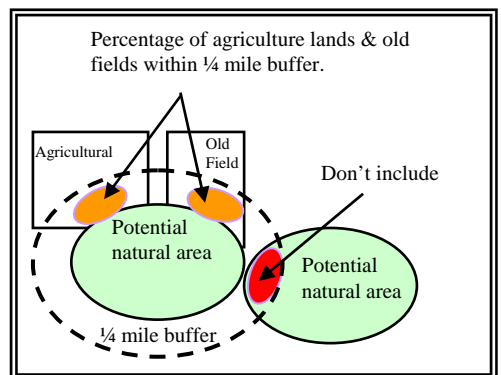 Percentage of agriculture lands & old
fields within ¼ mile buffer.
Agricultural
Old
Field
Don’t include
Potential
natural area
Potential
natural area
¼ mile buffer